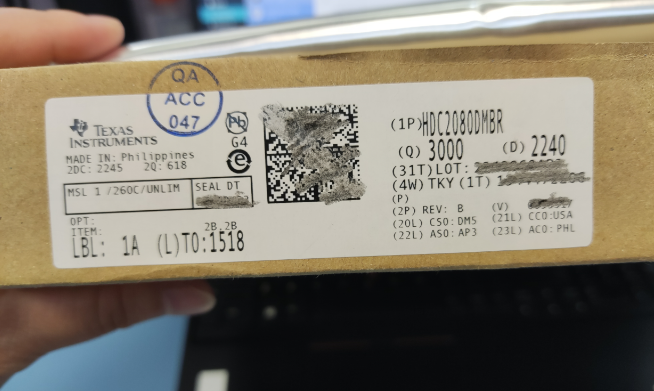 QA
ACC
047
TEXAS
INSTRUMENTS
MADE IN: Philippines
2DC: 2245 2Q: 618
Pb
G4
e
MSL 1 /260C/UNLIM
SEAL DT
OPT:
ITEM:
2B,2B
LBL: 1A (L)TO:1518
(1P)HDC2080DMBR
(Q) 3000 (D) 2240
(31T)LOT:
(4W) TKY (1T)
(P)
(2P) REV: B (V)
(20L) CSO:DM5 (21L) CCO:USA
(22L) ASO:AP3 (23L) ACO:PHL